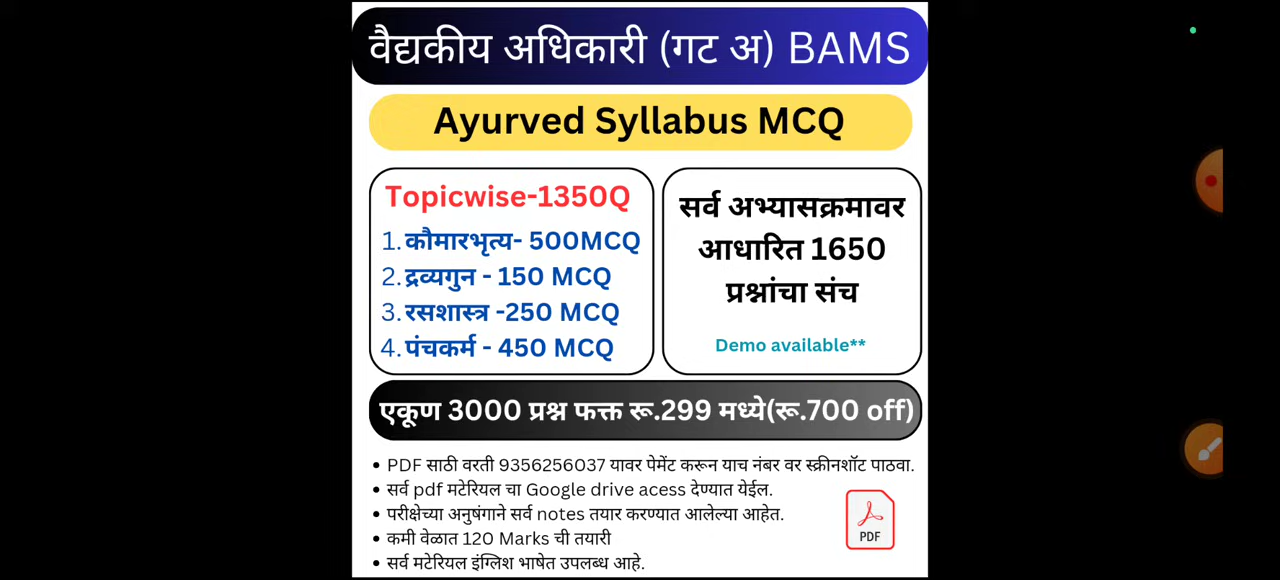 वैद्यकीय अधिकारी (गट अ) BAMS
Ayurved Syllabus MCQ
Topicwise-1350Q
1. कौमारभृत्य- 500MCQ
2. द्रव्यगुन - 150 MCQ
3. रसशास्त्र -250 MCQ
4. पंचकर्म - 450 MCQ
सर्व अभ्यासक्रमावर
आधारित 1650
प्रश्नांचा संच
Demo available**
एकूण 3000 प्रश्न फक्त रू.299 मध्ये(रू.700 off)
• PDF साठी वरती 9356256037 यावर पेमेंट करून याच नंबर वर स्क्रीनशॉट पाठवा.
• सर्व pdf मटेरियल चा Google drive acess देण्यात येईल.
• परीक्षेच्या अनुषंगाने सर्व notes तयार करण्यात आलेल्या आहेत.
• कमी वेळात 120 Marks ची तयारी
• सर्व मटेरियल इंग्लिश भाषेत उपलब्ध आहे.
PDF